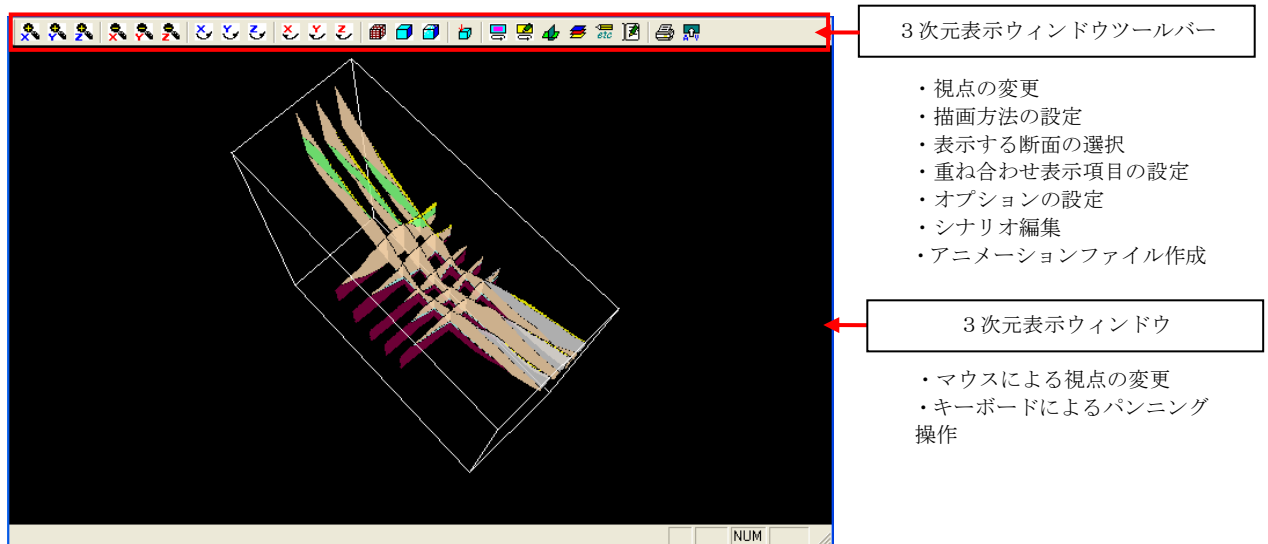 X Y Z X Y Z X Y Z X Y Z etc
3次元表示ウィンドウツールバー
・視点の変更
・描画方法の設定
・表示する断面の選択
・重ね合わせ表示項目の設定
・オプションの設定
・シナリオ編集
・アニメーションファイル作成
3次元表示ウィンドウ
・マウスによる視点の変更
・キーボードによるパンニング
操作
NUM